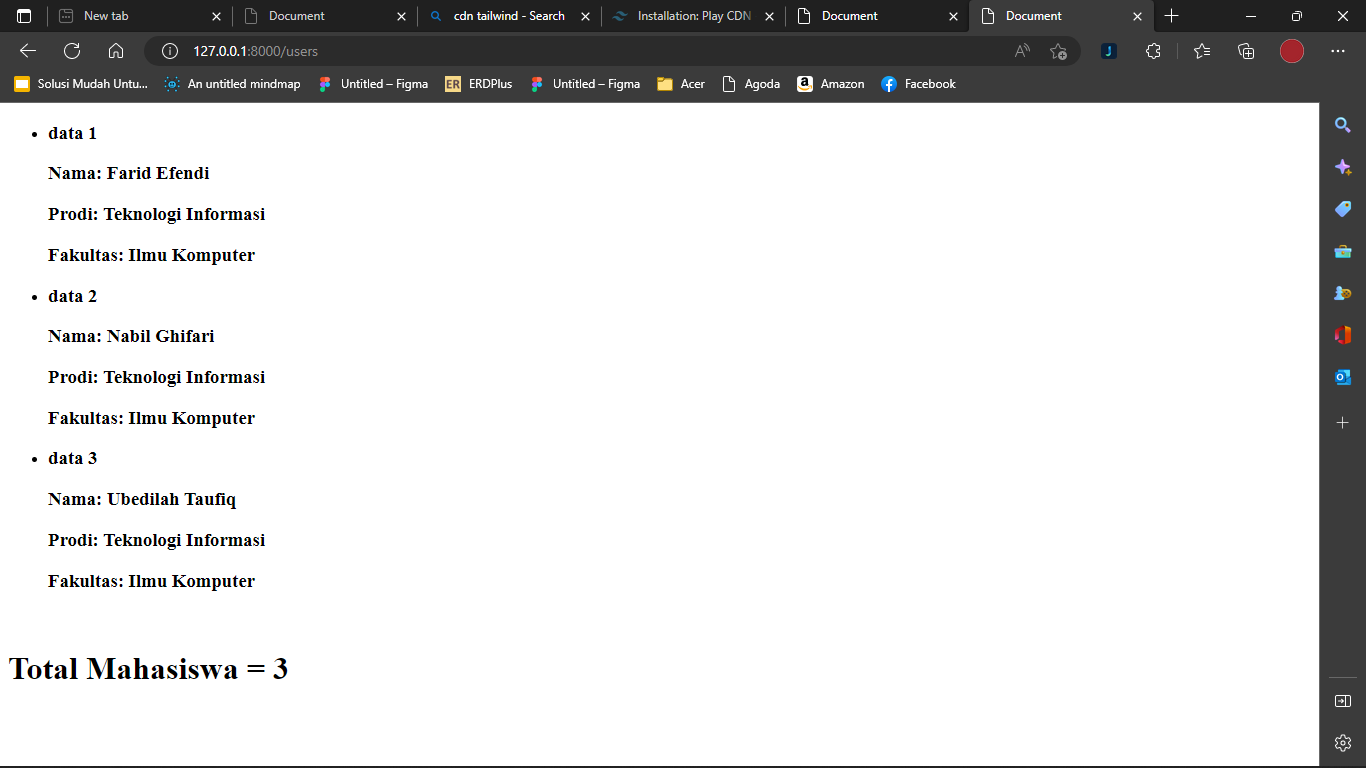 New tab
Document
cdn tailwind - Search
Installation: Play CDN
Document
Document
127.0.0.1:8000/users
Solusi Mudah Untu...
An untitled mindmap
Untitled – Figma
ER ERDPlus
Untitled – Figma
Acer
Agoda
Amazon
Facebook
• data 1
Nama: Farid Efendi
Prodi: Teknologi Informasi
Fakultas: Ilmu Komputer
• data 2
Nama: Nabil Ghifari
Prodi: Teknologi Informasi
Fakultas: Ilmu Komputer
• data 3
Nama: Ubedilah Taufiq
Prodi: Teknologi Informasi
Fakultas: Ilmu Komputer
Total Mahasiswa = 3